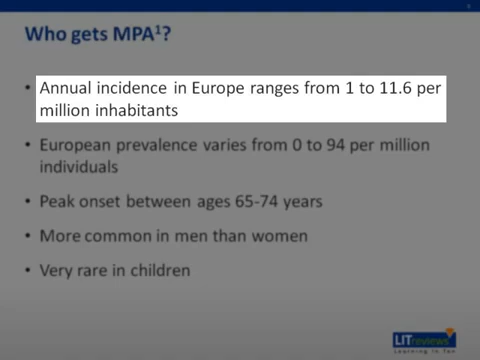 Who gets MPA¹?
• Annual incidence in Europe ranges from 1 to 11.6 per
million inhabitants
• European prevalence varies from 0 to 94 per million
individuals
• Peak onset between ages 65-74 years
• More common in men than women
• Very rare in children
LITreviews
Learning In Ten